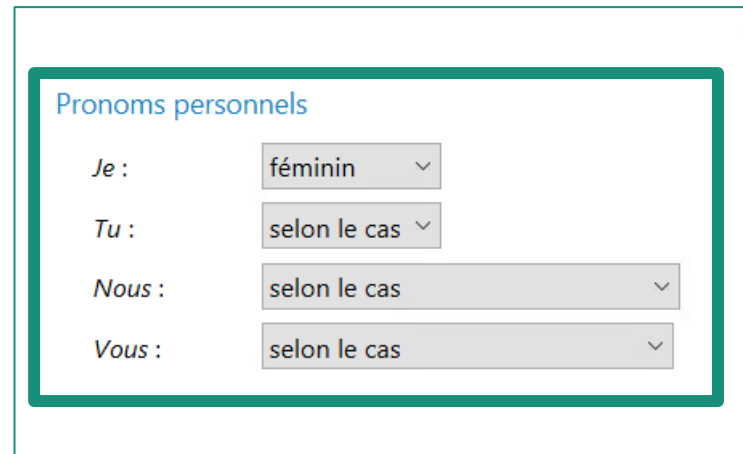 Pronoms personnels
Je : féminin
Tu : selon le cas
Nous : selon le cas
Vous : selon le cas